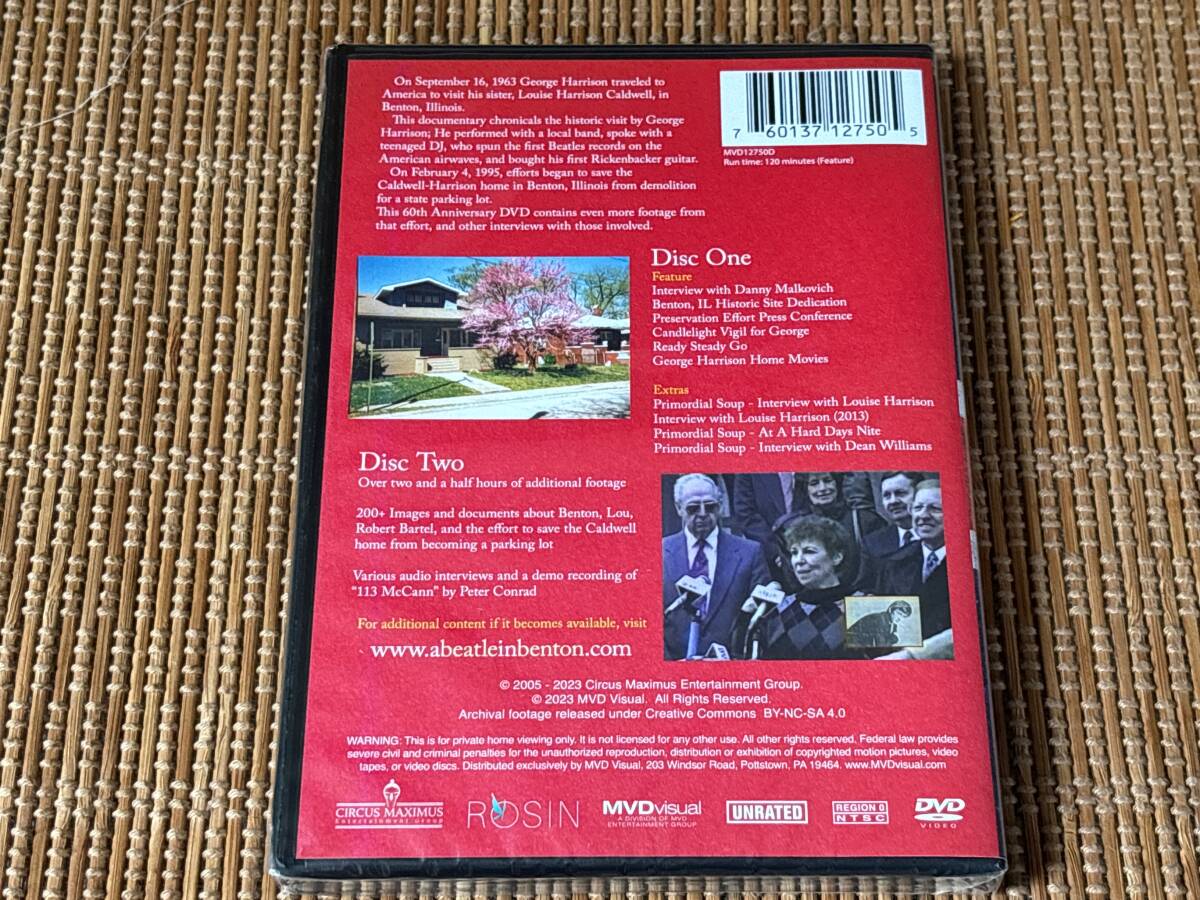 On September 16, 1963 George Harrison traveled to
America to visit his sister, Louise Harrison Caldwell, in
Benton, Illinois.
This documentary chronicals the historic visit by George
Harrison; He performed with a local band, spoke with a
teenaged DJ, who spun the first Beatles records on the
American airwaves, and bought his first Rickenbacker guitar.
On February 4, 1995, efforts began to save the
Caldwell-Harrison home in Benton, Illinois from demolition
for a state parking lot.
This 60th Anniversary DVD contains even more footage from
that effort, and other interviews with those involved.
7 60137 12750 5
MVD12750D
Run time: 120 minutes (Feature)
Disc One
Feature
Interview with Danny Malkovich
Benton, IL Historic Site Dedication
Preservation Effort Press Conference
Candlelight Vigil for George
Ready Steady Go
George Harrison Home Movies
Extras
Primordial Soup - Interview with Louise Harrison
Interview with Louise Harrison (2013)
Primordial Soup - At A Hard Days Nite
Primordial Soup - Interview with Dean Williams
Disc Two
Over two and a half hours of additional footage
200+ Images and documents about Benton, Lou,
Robert Bartel, and the effort to save the Caldwell
home from becoming a parking lot
Various audio interviews and a demo recording of
"113 McCann" by Peter Conrad
For additional content if it becomes available, visit
www.abeatleinbenton.com
© 2005 - 2023 Circus Maximus Entertainment Group.
© 2023 MVD Visual. All Rights Reserved.
Archival footage released under Creative Commons BY-NC-SA 4.0
WARNING: This is for private home viewing only. It is not licensed for any other use. All other rights reserved. Federal law provides
severe civil and criminal penalties for the unauthorized reproduction, distribution or exhibition of copyrighted motion pictures, video
tapes, or video discs. Distributed exclusively by MVD Visual, 203 Windsor Road, Pottstown, PA 19464. www.MVDvisual.com
CIRCUS MAXIMUS
Entertainment Group
ROSIN
MVDvisual
A DIVISION OF MVD
ENTERTAINMENT GROUP
UNRATED
REGION 0
NTSC
DVD
VIDEO